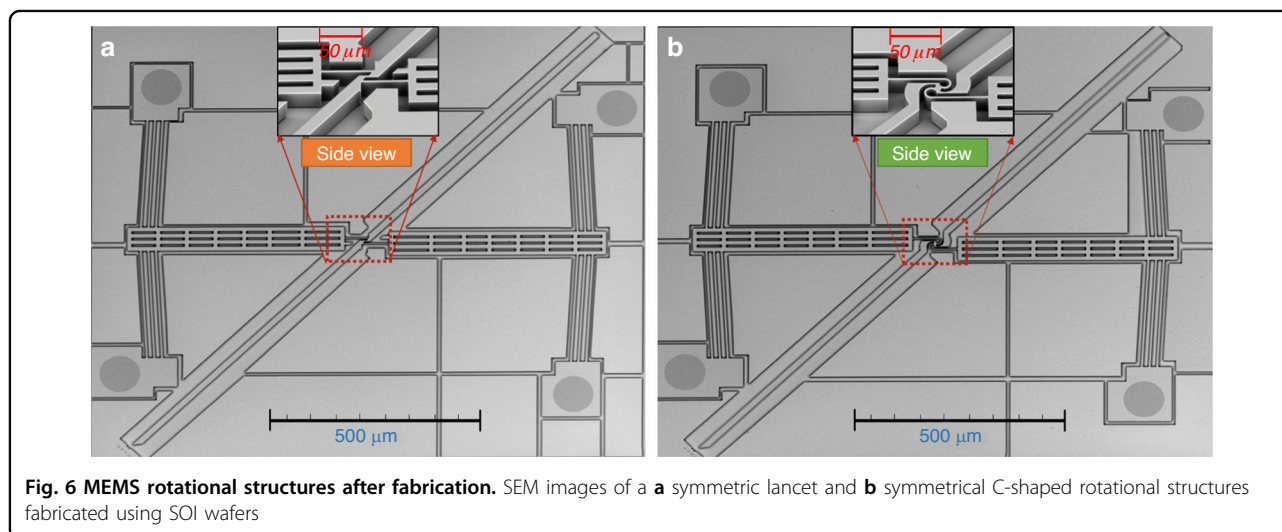 a
50 μm
Side view
500 μm
b
50 μm
Side view
500 μm
Fig. 6 MEMS rotational structures after fabrication. SEM images of a a symmetric lancet and b symmetrical C-shaped rotational structures
fabricated using SOI wafers